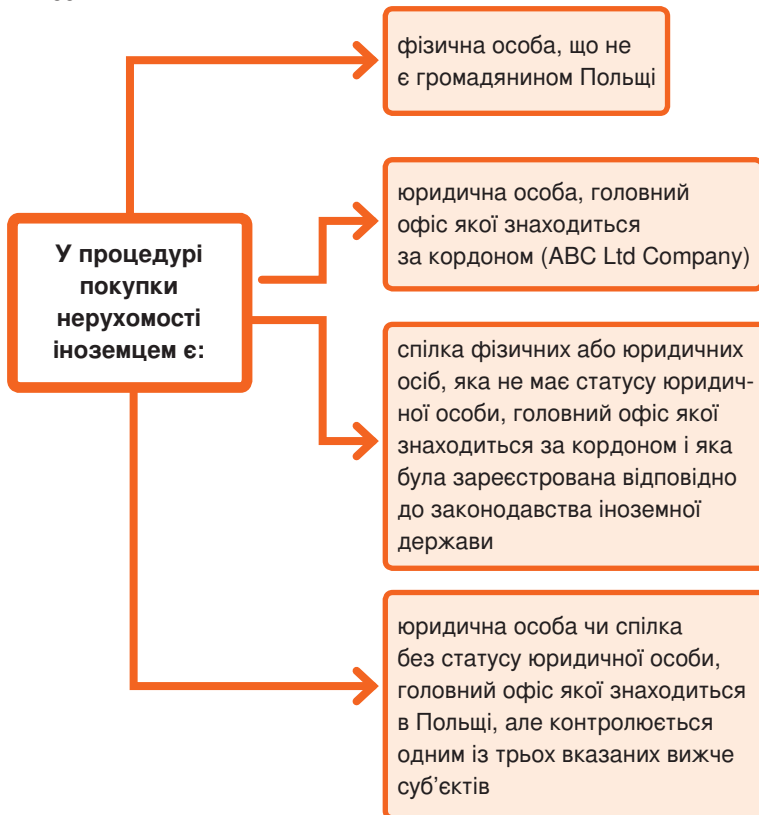 фізична особа, що не
є громадянином Польщі
юридична особа, головний
офіс якої знаходиться
за кордоном (ABC Ltd Company)
У процедурі
покупки
нерухомості
іноземцем є:
спілка фізичних або юридичних
осіб, яка не має статусу юридич-
ної особи, головний офіс якої
знаходиться за кордоном і яка
була зареєстрована відповідно
до законодавства іноземної
держави
юридична особа чи спілка
без статусу юридичної особи,
головний офіс якої знаходиться
в Польщі, але контролюється
одним із трьох вказаних вижче
суб’єктів